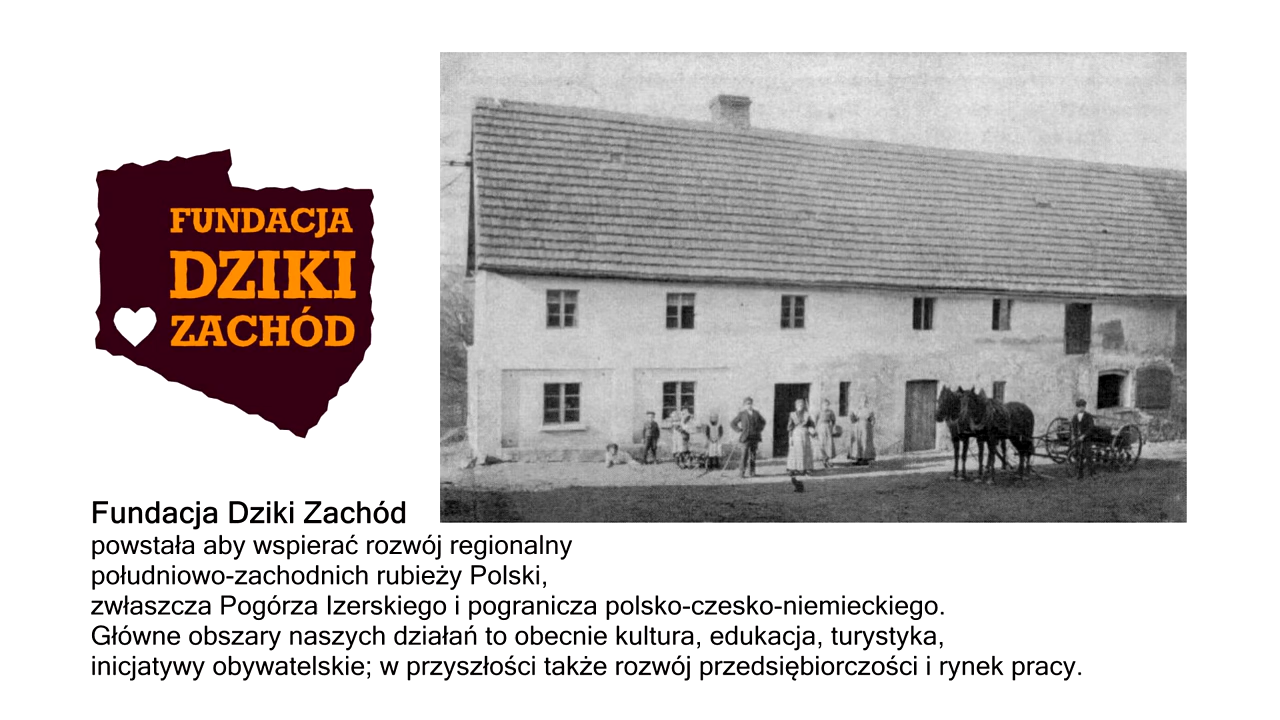 FUNDACJA
DZIKI
ZACHÓD
Fundacja Dziki Zachód
powstała aby wspierać rozwój regionalny
południowo-zachodnich rubieży Polski,
zwłaszcza Pogórza Izerskiego i pogranicza polsko-czesko-niemieckiego.
Główne obszary naszych działań to obecnie kultura, edukacja, turystyka,
inicjatywy obywatelskie; w przyszłości także rozwój przedsiębiorczości i rynek pracy.